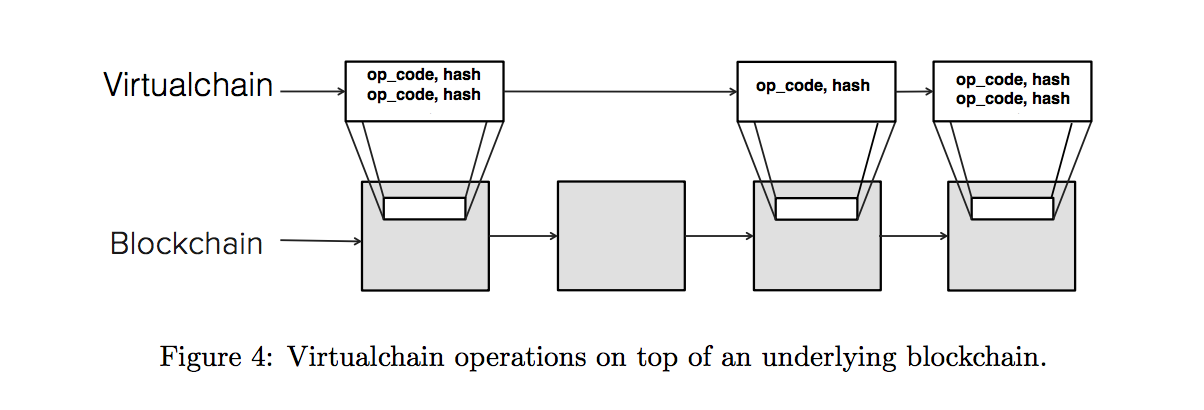 Virtualchain
op_code, hash
op_code, hash
op_code, hash
op_code, hash
op_code, hash
Blockchain
Figure 4: Virtualchain operations on top of an underlying blockchain.